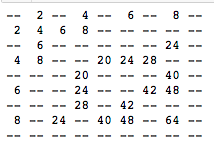 -- 2 -- 4 -- 6 -- 8 --
2 4 6 8 -- -- -- -- --
-- 6 -- -- -- -- -- 24 --
4 8 -- -- 20 24 28 -- --
-- -- -- 20 -- -- -- 40 --
6 -- -- 24 -- -- 42 48 --
-- -- -- 28 -- 42 -- -- --
8 -- 24 -- 40 48 -- 64 --
-- -- -- -- -- -- -- -- --